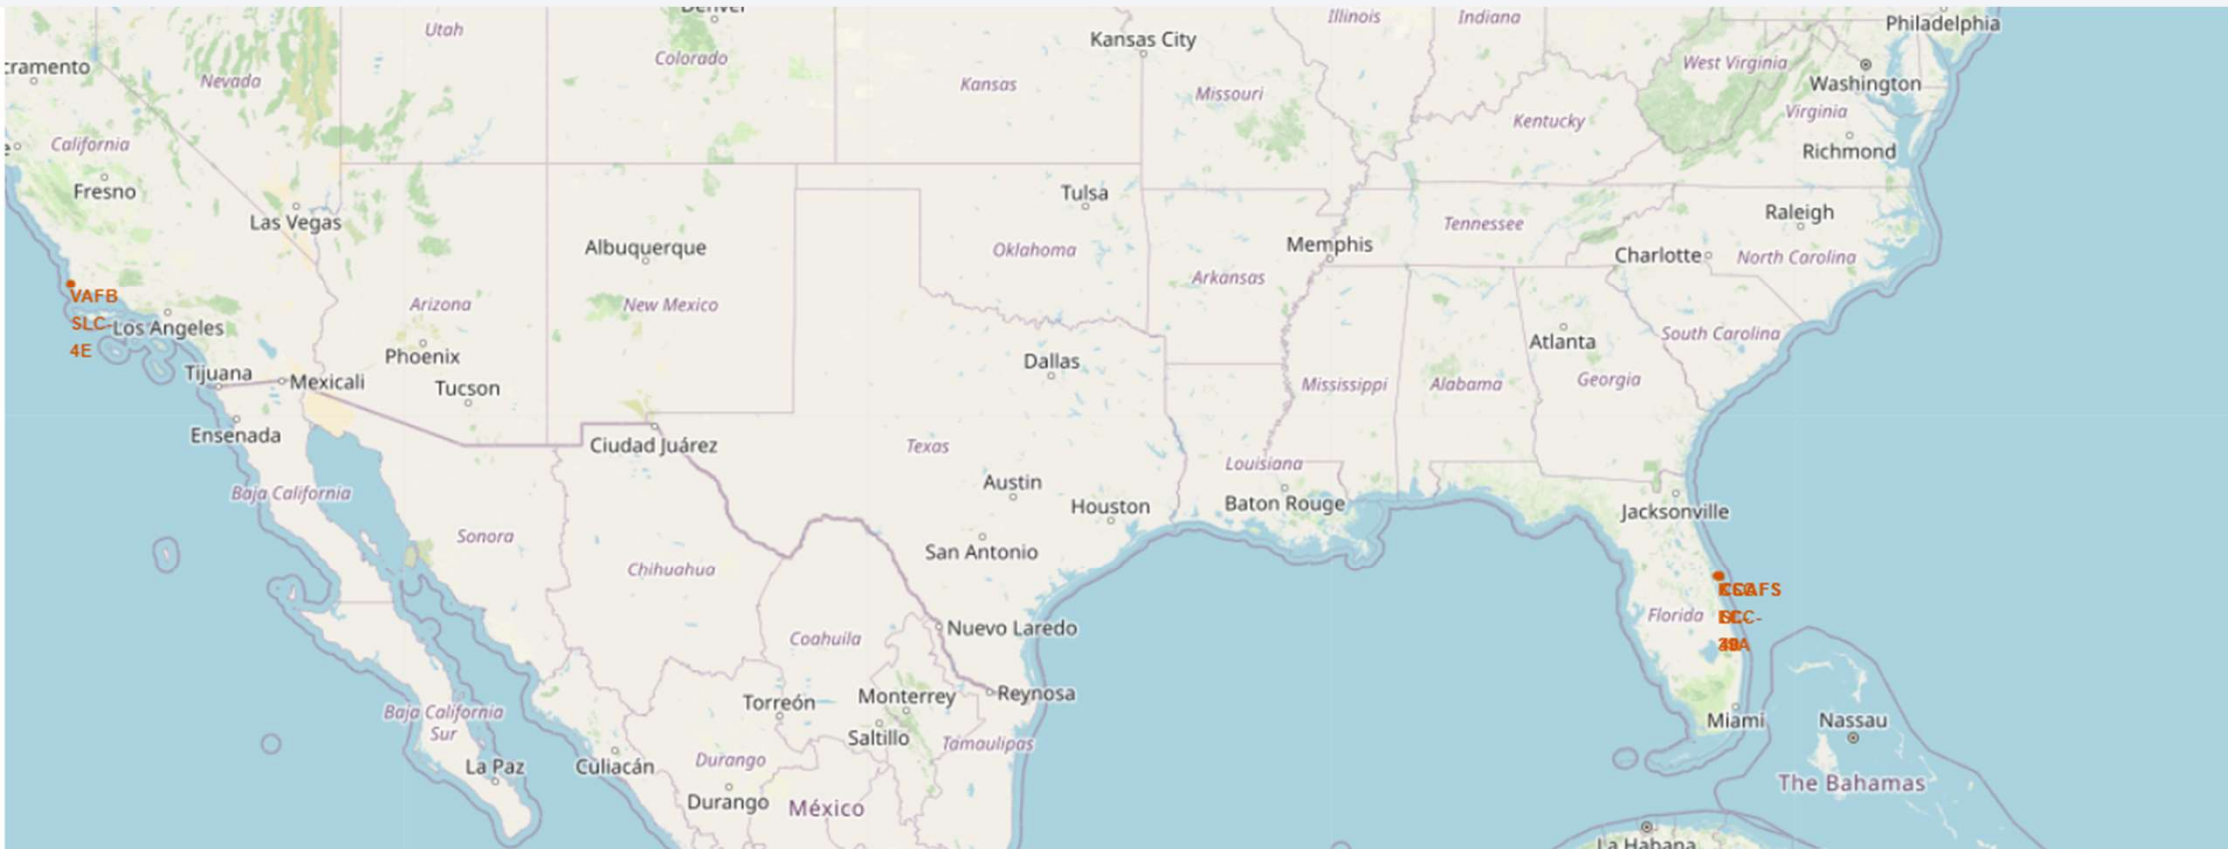 Denver
Philadelphia
Utah
Illinois
Indiana
Kansas City
Colorado
cramento
Nevada
Kansas
Missouri
West Virginia
Washington
Virginia
California
Kentucky
Richmond
e
Fresno
Tulsa
Las Vegas
Tennessee
Raleigh
Albuquerque
Oklahoma
Memphis
Charlotte
North Carolina
Arkansas
VAFB
SLC-
4E
Arizona
New Mexico
Los Angeles
South Carolina
Atlanta
Phoenix
Dallas
Tijuana
Mexicali
Tucson
Mississippi
Alabama
Georgia
Ensenada
Ciudad Juárez
Texas
Louisiana
Baja California
Austin
Houston
Baton Rouge
Jacksonville
Sonora
San Antonio
Chihuahua
Florida
Nuevo Laredo
Coahuila
Reynosa
Torreón
Monterrey
Baja California
Sur
Saltillo
Tamaulipas
Miami
Nassau
La Paz
Culiacán
Durango
The Bahamas
Durango
México
La Habana